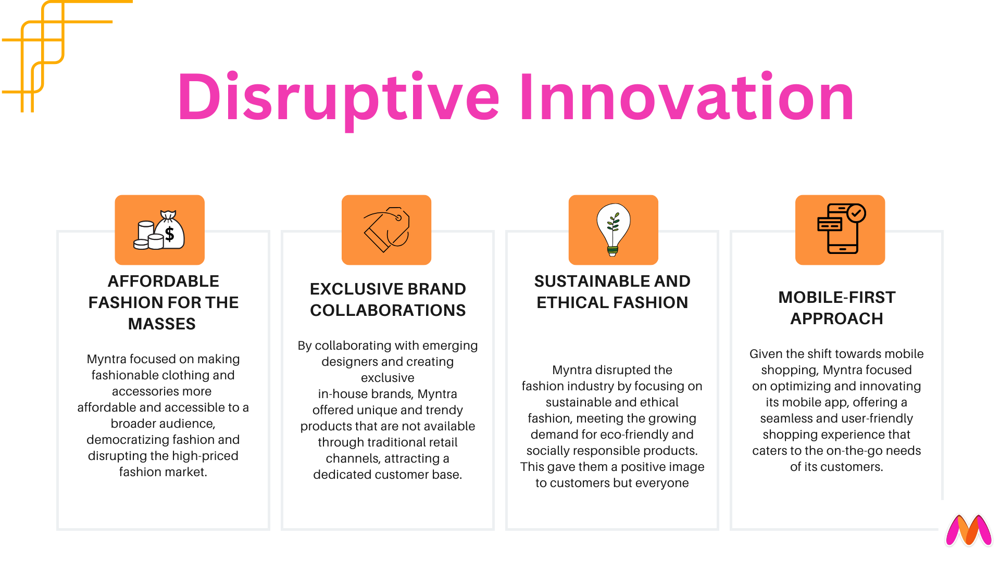 Disruptive Innovation
AFFORDABLE
FASHION FOR THE
MASSES
Myntra focused on making
fashionable clothing and
accessories more
affordable and accessible to a
broader audience,
democratizing fashion and
disrupting the high-priced
fashion market.
EXCLUSIVE BRAND
COLLABORATIONS
By collaborating with emerging
designers and creating
exclusive
in-house brands, Myntra
offered unique and trendy
products that are not available
through traditional retail
channels, attracting a
dedicated customer base.
SUSTAINABLE AND
ETHICAL FASHION
Myntra disrupted the
fashion industry by focusing on
sustainable and ethical
fashion, meeting the growing
demand for eco-friendly and
socially responsible products.
This gave them a positive image
to customers but everyone
MOBILE-FIRST
APPROACH
Given the shift towards mobile
shopping, Myntra focused
on optimizing and innovating
its mobile app, offering a
seamless and user-friendly
shopping experience that
caters to the on-the-go needs
of its customers.
$